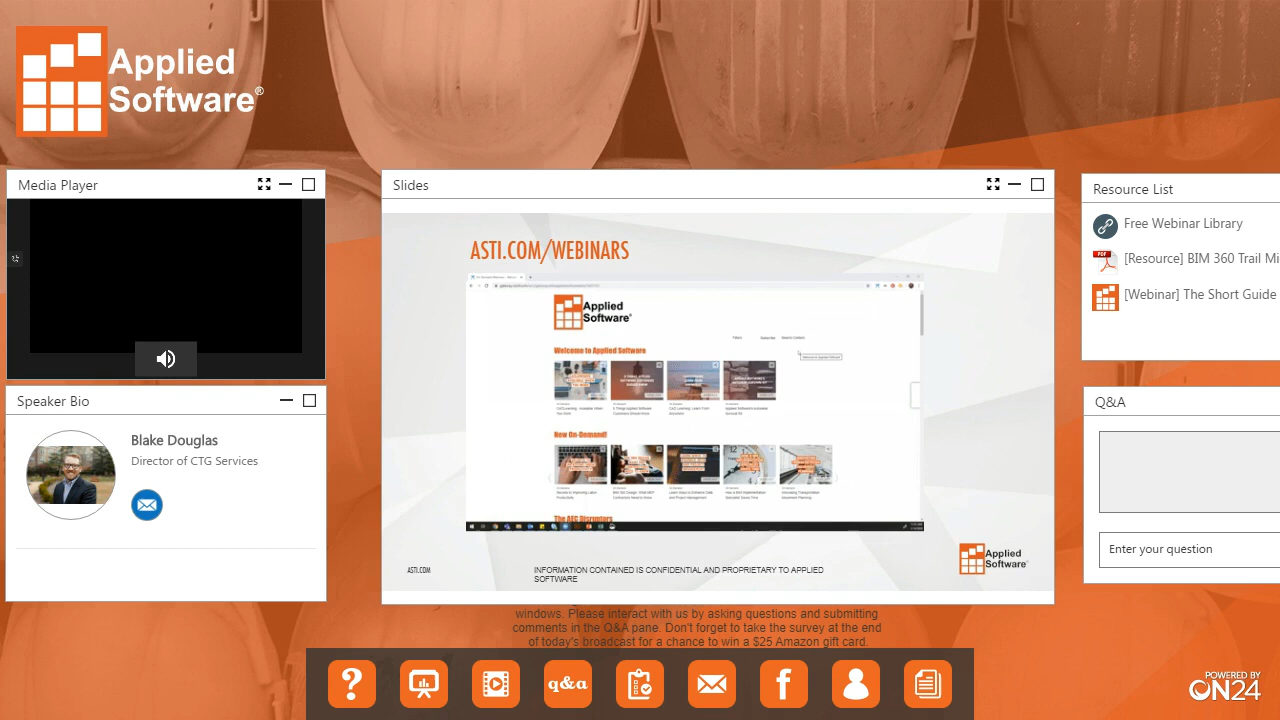 Applied
Software®
Media Player
Slides
Resource List
Free Webinar Library
[Resource] BIM 360 Trail Mi
[Webinar] The Short Guide
ASTI.COM/WEBINARS
Applied
Software
Welcome to Applied Software
New On-Demand!
The AEC Disruptors
Speaker Bio
Blake Douglas
Director of CTG Services
Q&A
Enter your question
ASTI.COM
INFORMATION CONTAINED IS CONFIDENTIAL AND PROPRIETARY TO APPLIED
SOFTWARE
Applied
Software
windows. Please interact with us by asking questions and submitting
comments in the Q&A pane. Don't forget to take the survey at the end
of today's broadcast for a chance to win a $25 Amazon gift card.
?
q&a
f
POWERED BY
ON24